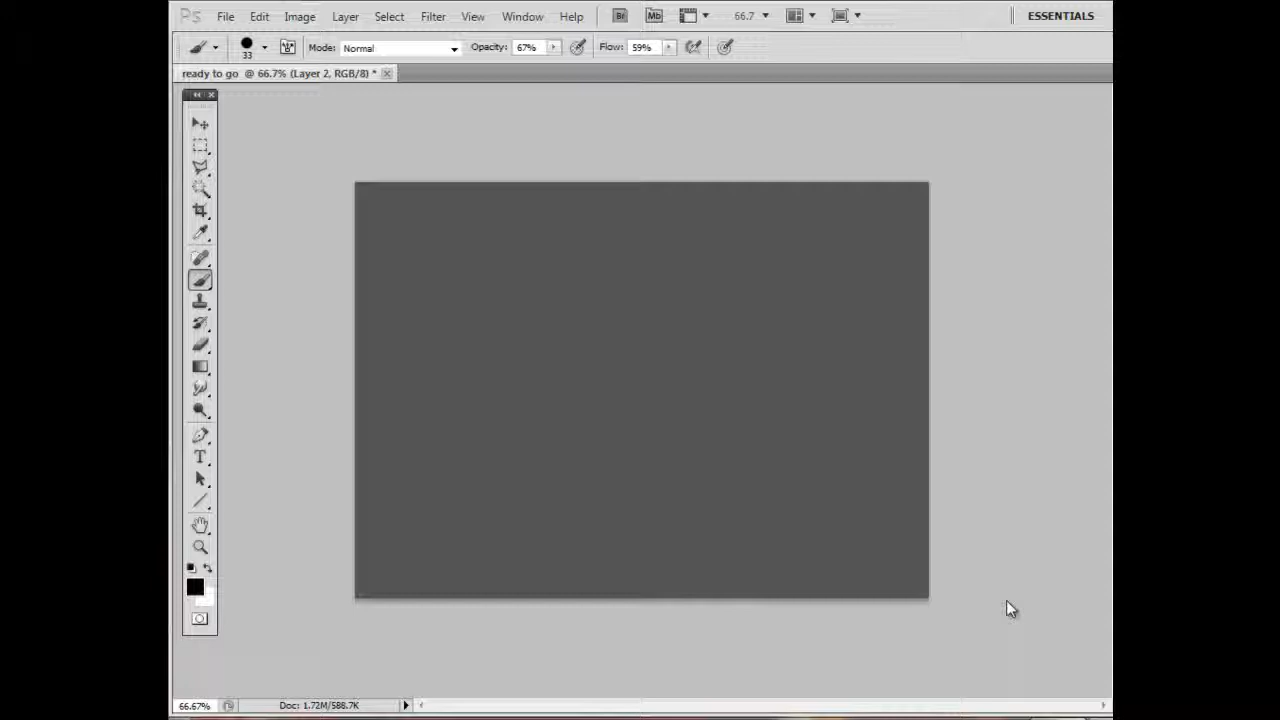 Ps File Edit Image Layer Select Filter View Window Help Br Mb 66.7 ESSENTIALS
33 Mode: Normal Opacity: 67% Flow: 59%
ready to go @ 66.7% (Layer 2, RGB/8) *
T
66.67% Doc: 1.72M/588.7K